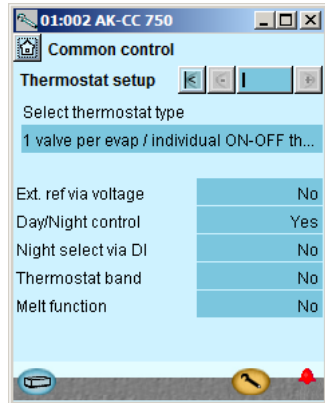 01:002 AK-CC 750
Common control
Thermostat setup
Select thermostat type
1 valve per evap / individual ON-OFF th...
Ext. ref via voltage No
Day/Night control Yes
Night select via DI No
Thermostat band No
Melt function No